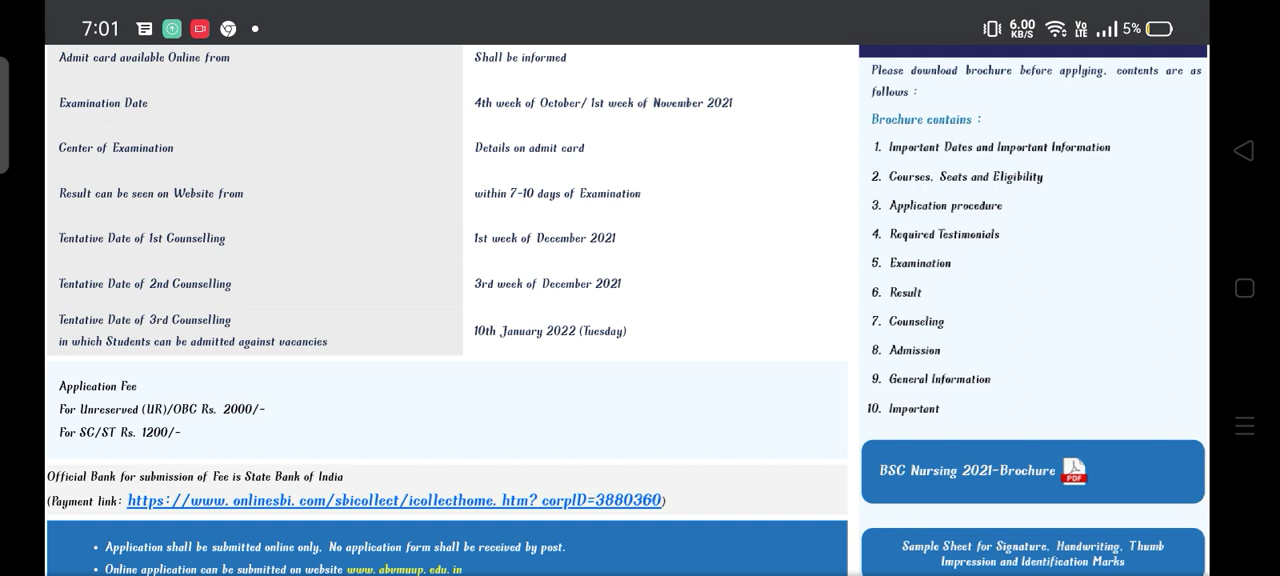 7:01
6.00 KB/S
Vo LTE
5%
Admit card available Online from Shall be informed
Examination Date 4th week of October/ 1st week of November 2021
Center of Examination Details on admit card
Result can be seen on Website from within 7-10 days of Examination
Tentative Date of 1st Counselling 1st week of December 2021
Tentative Date of 2nd Counselling 3rd week of December 2021
Tentative Date of 3rd Counselling
in which Students can be admitted against vacancies 10th January 2022 (Tuesday)
Application Fee
For Unreserved (UR)/OBC Rs. 2000/-
For SC/ST Rs. 1200/-
Official Bank for submission of Fee is State Bank of India
(Payment link: https://www.onlinesbi.com/sbicollect/icollecthome.htm?corpID=3880360)
• Application shall be submitted online only, No application form shall be received by post.
• Online application can be submitted on website www.abvmuup.edu.in
Please download brochure before applying, contents are as
follows :
Brochure contains :
1. Important Dates and Important Information
2. Courses, Seats and Eligibility
3. Application procedure
4. Required Testimonials
5. Examination
6. Result
7. Counseling
8. Admission
9. General Information
10. Important
BSC Nursing 2021-Brochure PDF
Sample Sheet for Signature, Handwriting, Thumb
Impression and Identification Marks